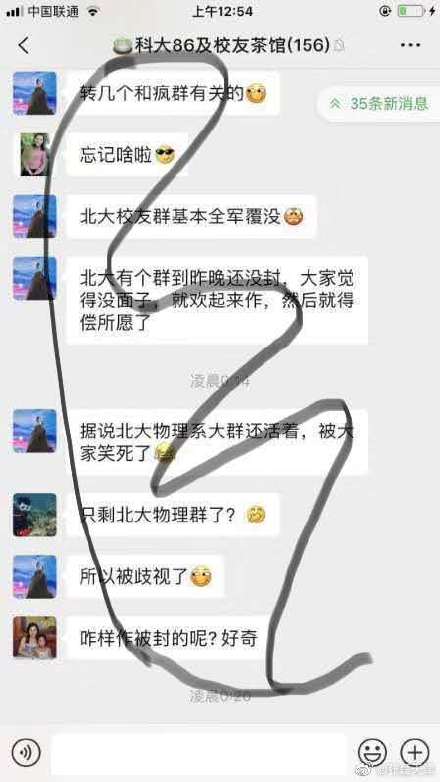 中国联通
上午12:54
科大86及校友茶馆(156)
35条新消息
转几个和疯群有关的
忘记啥啦
北大校友群基本全军覆没
北大有个群到昨晚还没封，大家觉
得没面子，就欢起来作，然后就得
偿所愿了
据说北大物理系大群还活着，被大
家笑死了
只剩北大物理群了？
所以被歧视了
咋样作被封的呢？好奇
凌晨0:20